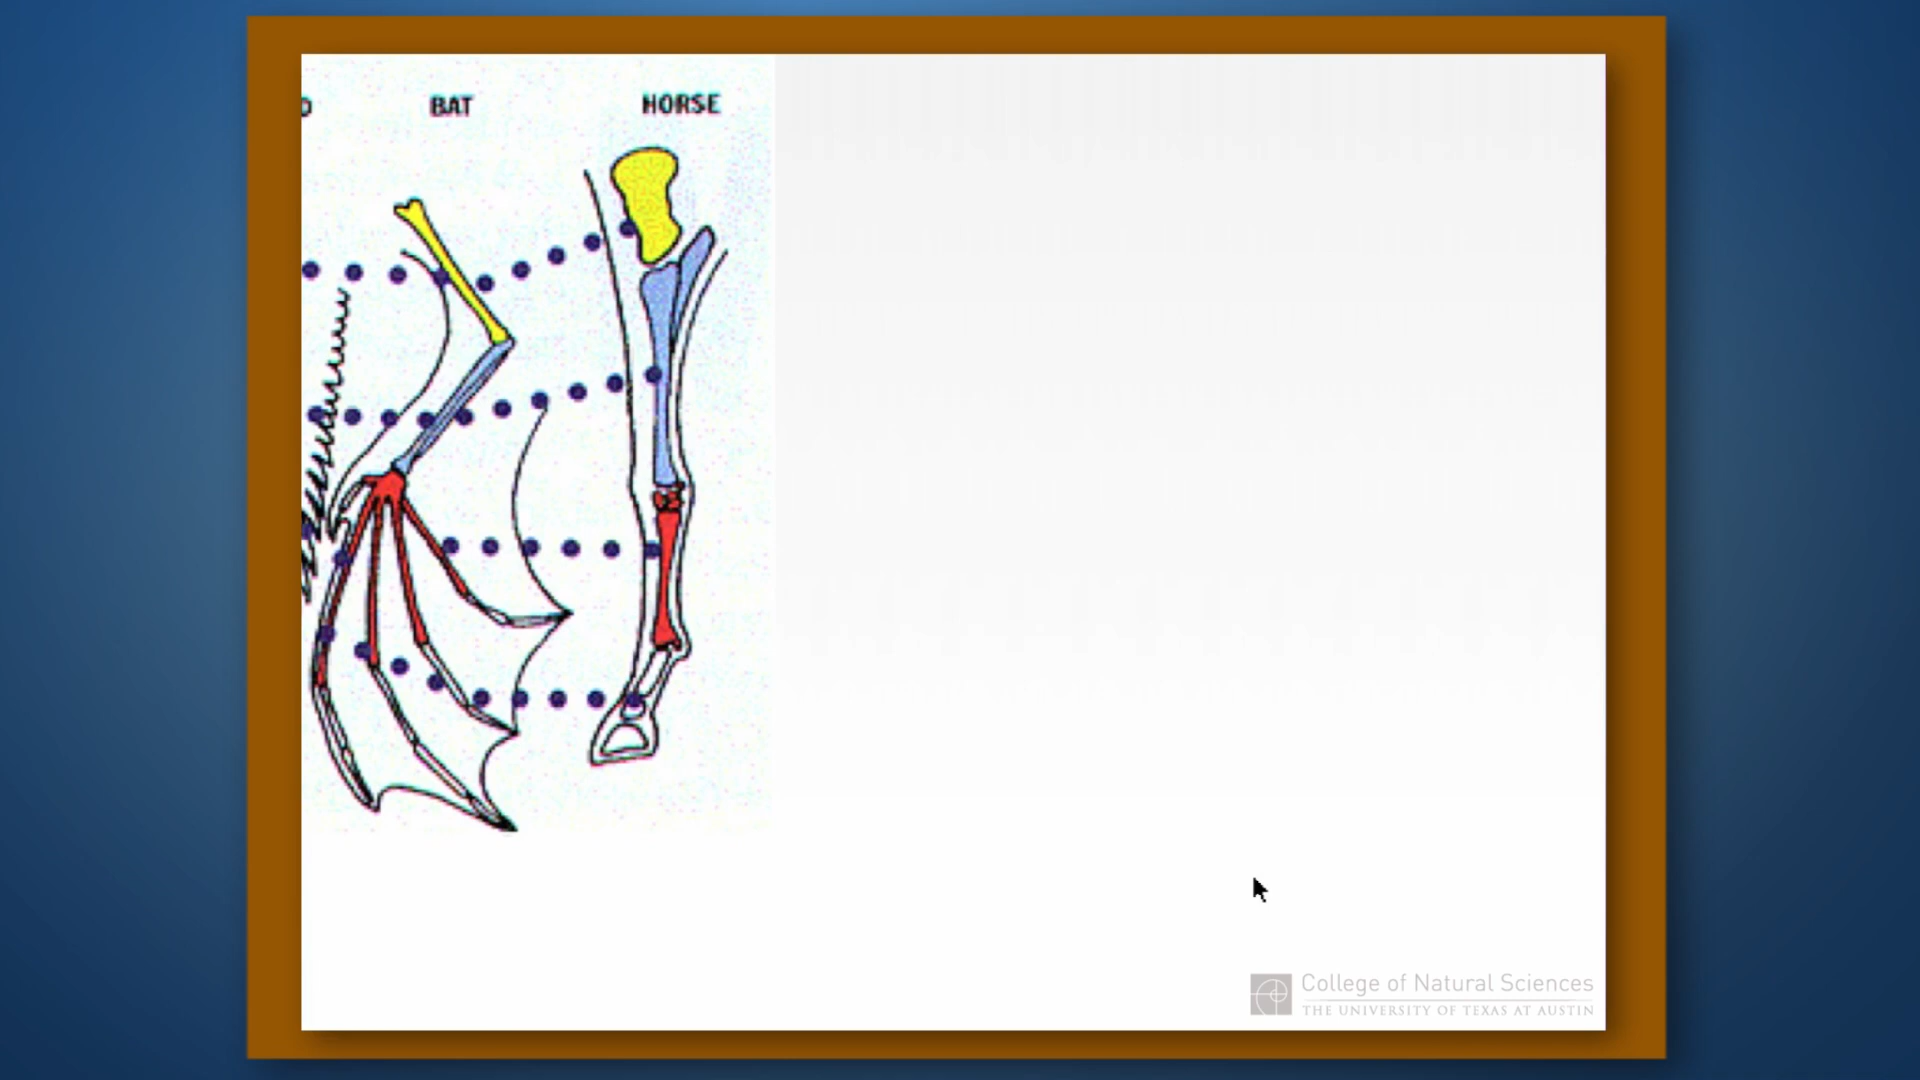 BAT
HORSE
College of Natural Sciences
THE UNIVERSITY OF TEXAS AT AUSTIN